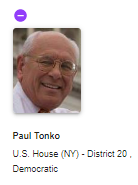 Paul Tonko
U.S. House (NY) - District 20 ,
Democratic